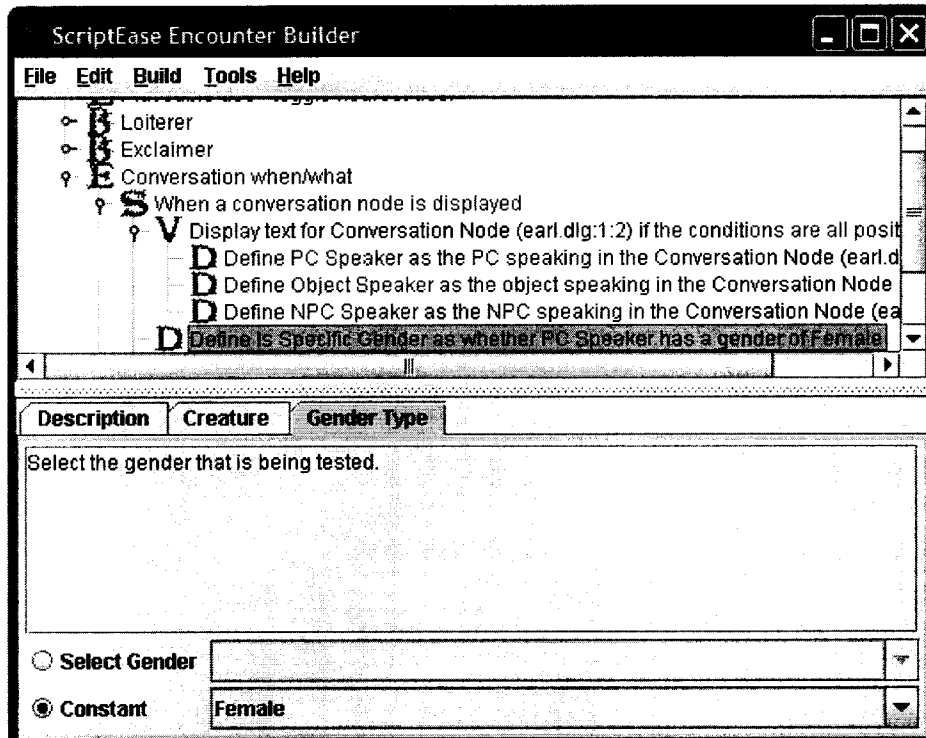 ScriptEase Encounter Builder
File Edit Build Tools Help
Loiterer
Exclaimer
E Conversation when/what
S When a conversation node is displayed
V Display text for Conversation Node (earl.dlg:1:2) if the conditions are all posit
D Define PC Speaker as the PC speaking in the Conversation Node (earl.d
D Define Object Speaker as the object speaking in the Conversation Node
D Define NPC Speaker as the NPC speaking in the Conversation Node (ea
D Define Is Specific Gender as whether PC Speaker has a gender of Female
Description Creature Gender Type
Select the gender that is being tested.
Select Gender
Constant Female